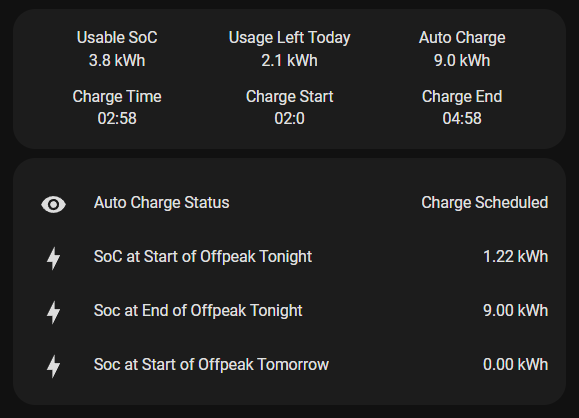 Usable SoC Usage Left Today Auto Charge
3.8 kWh 2.1 kWh 9.0 kWh
Charge Time Charge Start Charge End
02:58 02:0 04:58
Auto Charge Status Charge Scheduled
SoC at Start of Offpeak Tonight 1.22 kWh
Soc at End of Offpeak Tonight 9.00 kWh
Soc at Start of Offpeak Tomorrow 0.00 kWh